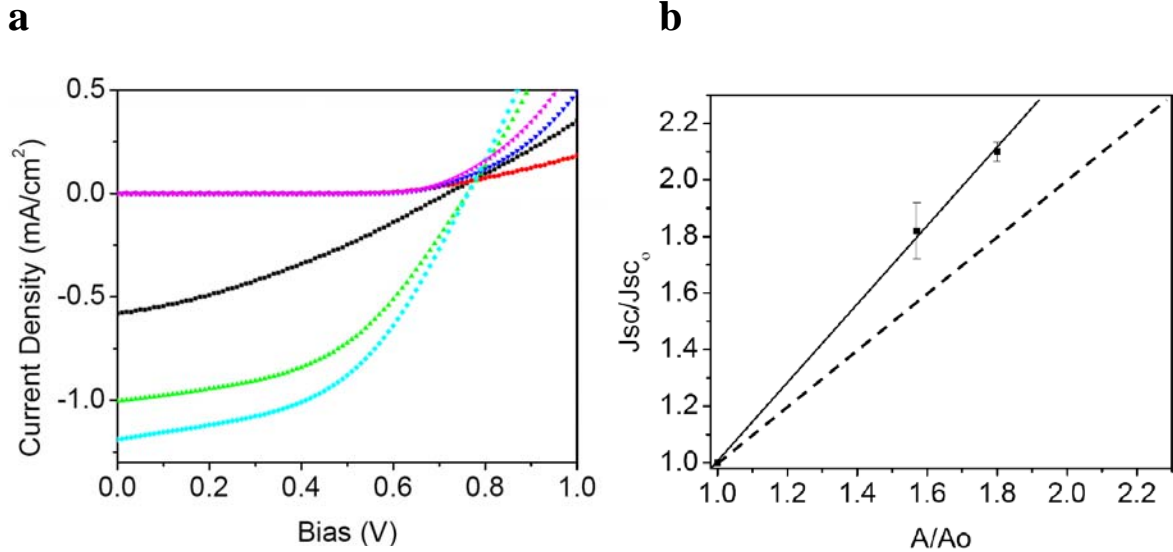 a
b
0.5
0.0
-0.5
-1.0
0.0 0.2 0.4 0.6 0.8 1.0
Bias (V)
Current Density (mA/cm²)
2.2
2.0
1.8
1.6
1.4
1.2
1.0
1.0 1.2 1.4 1.6 1.8 2.0 2.2
A/Ao
Jsc/Jsc₀